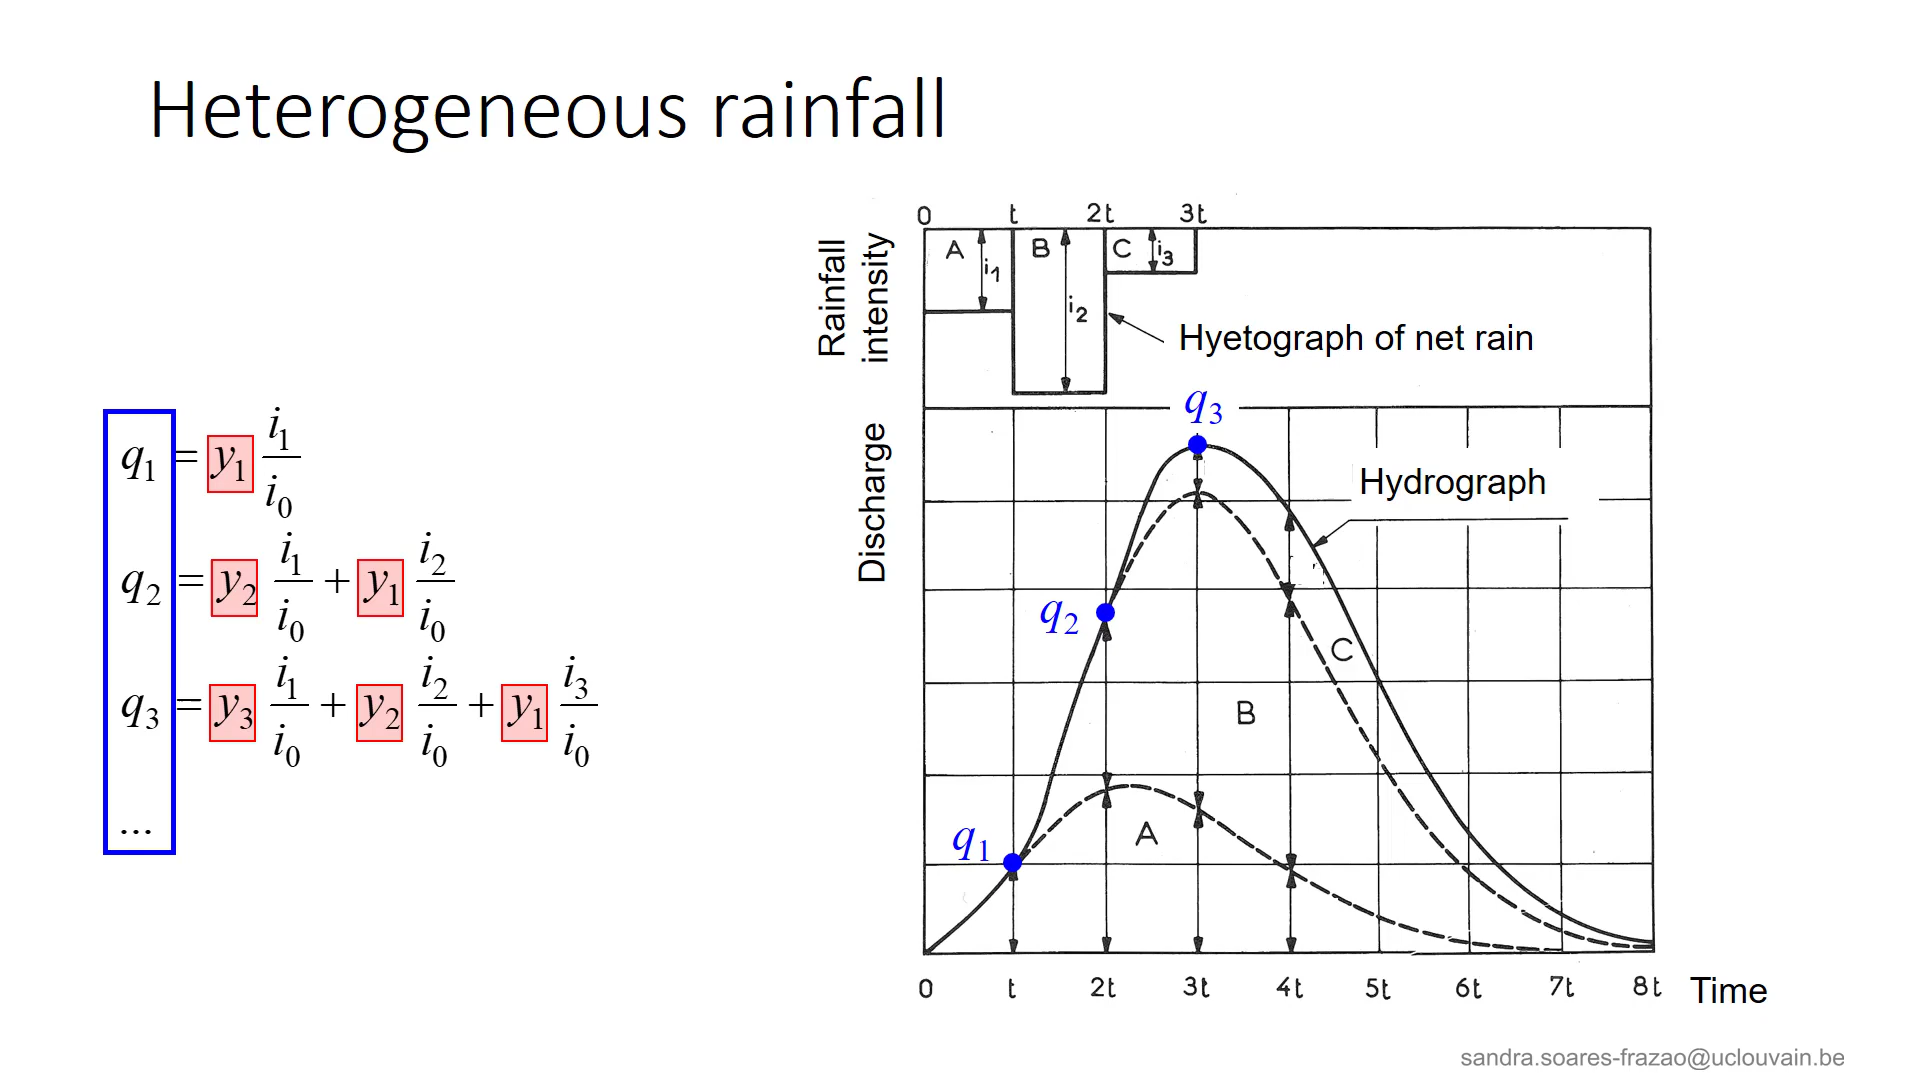 Heterogeneous rainfall
q₁ = y₁ i₁/i₀
q₂ = y₂ i₁/i₀ + y₁ i₂/i₀
q₃ = y₃ i₁/i₀ + y₂ i₂/i₀ + y₁ i₃/i₀
...
0 t 2t 3t
Rainfall
intensity
A i₁ B i₂ C i₃
Hyetograph of net rain
Discharge
q₃
Hydrograph
q₂
C
B
A
q₁
0 t 2t 3t 4t 5t 6t 7t 8t Time
sandra.soares-frazao@uclouvain.be